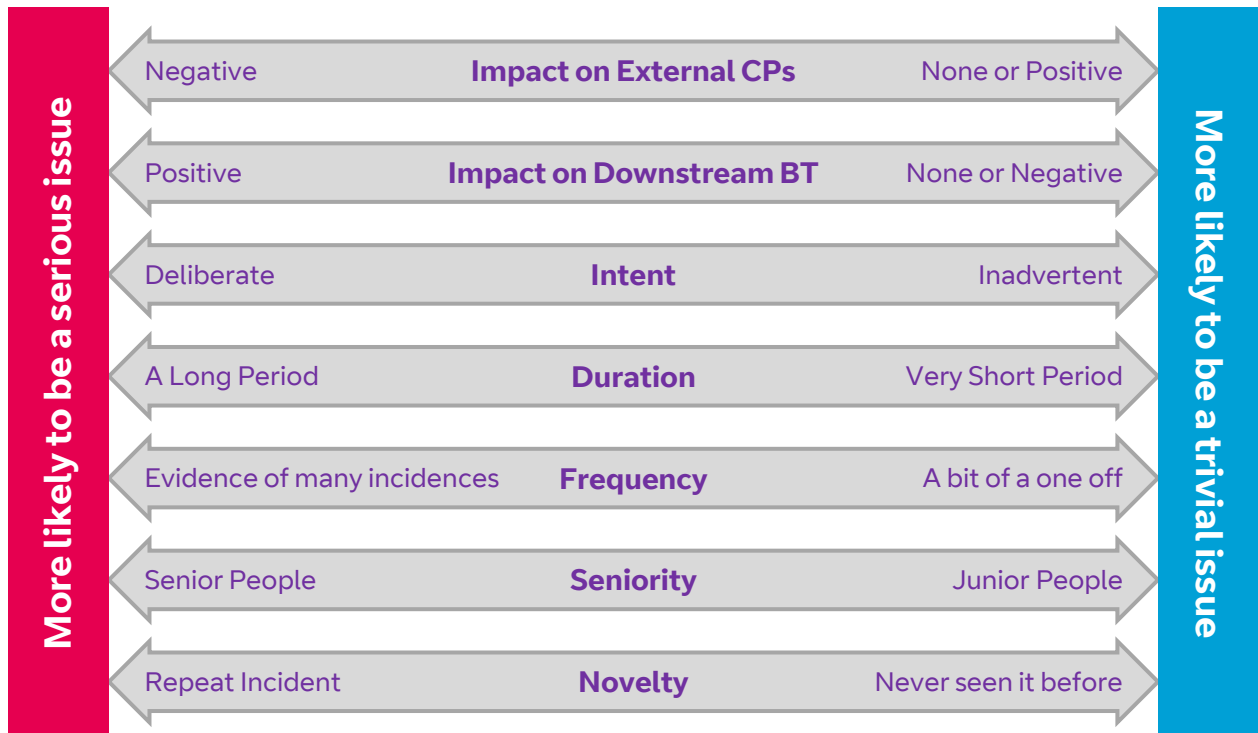 More likely to be a serious issue
Negative Impact on External CPs None or Positive
Positive Impact on Downstream BT None or Negative
Deliberate Intent Inadvertent
A Long Period Duration Very Short Period
Evidence of many incidences Frequency A bit of a one off
Senior People Seniority Junior People
Repeat Incident Novelty Never seen it before
More likely to be a trivial issue